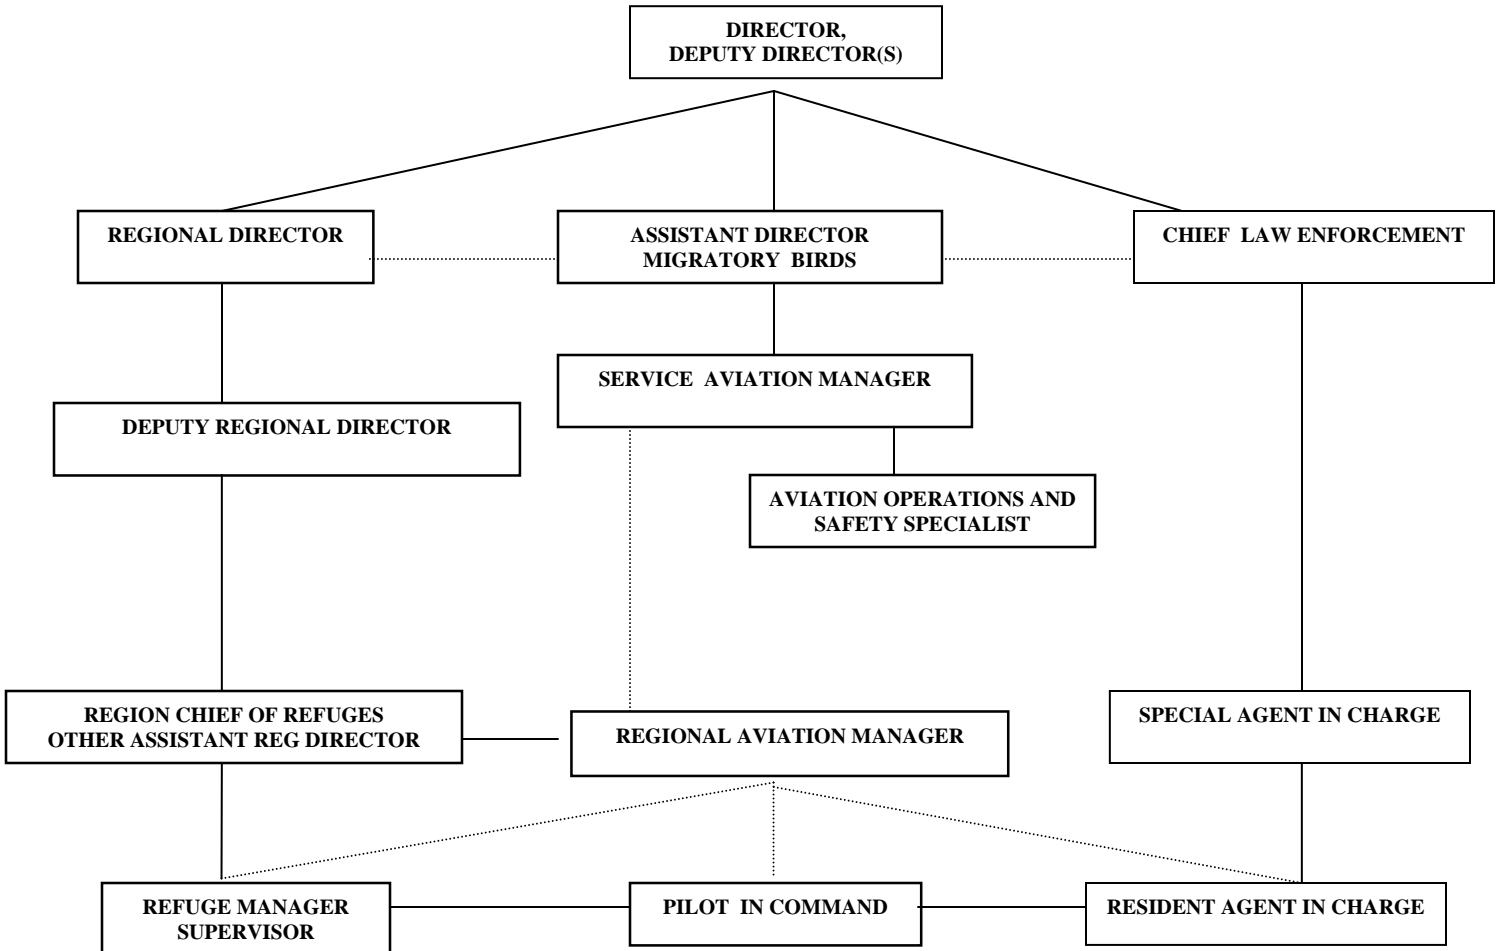 DIRECTOR,
DEPUTY DIRECTOR(S)
REGIONAL DIRECTOR
ASSISTANT DIRECTOR
MIGRATORY BIRDS
CHIEF LAW ENFORCEMENT
SERVICE AVIATION MANAGER
DEPUTY REGIONAL DIRECTOR
AVIATION OPERATIONS AND
SAFETY SPECIALIST
REGION CHIEF OF REFUGES
OTHER ASSISTANT REG DIRECTOR
REGIONAL AVIATION MANAGER
SPECIAL AGENT IN CHARGE
REFUGE MANAGER
SUPERVISOR
PILOT IN COMMAND
RESIDENT AGENT IN CHARGE